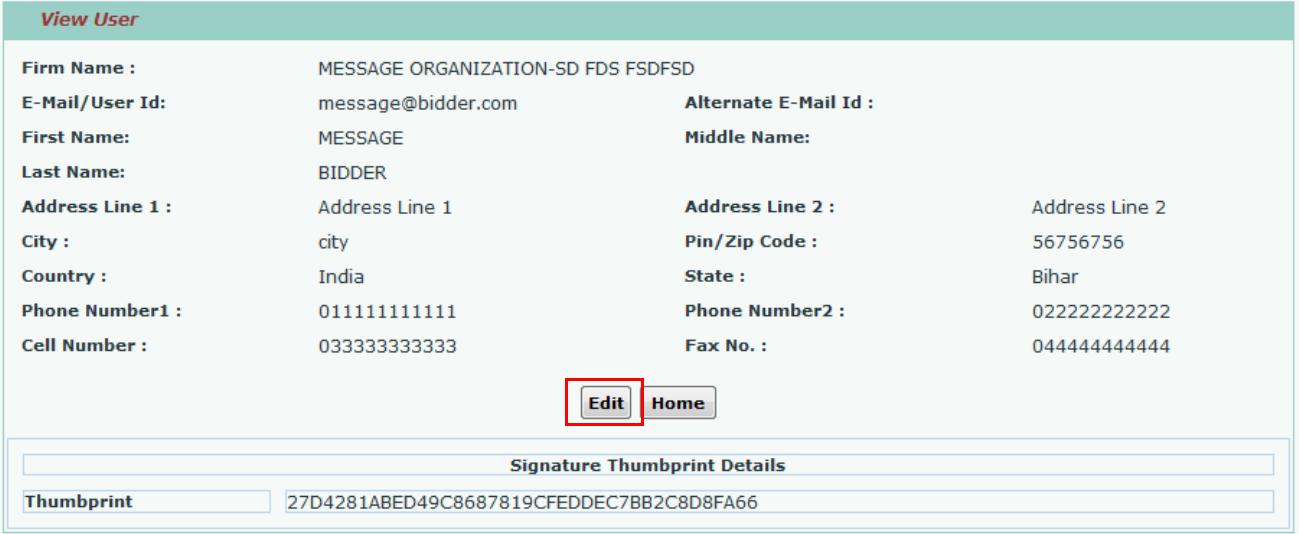 View User
Firm Name : MESSAGE ORGANIZATION-SD FDS FSDFSD
E-Mail/User Id: message@bidder.com Alternate E-Mail Id :
First Name: MESSAGE Middle Name:
Last Name: BIDDER
Address Line 1 : Address Line 1 Address Line 2 : Address Line 2
City : city Pin/Zip Code : 56756756
Country : India State : Bihar
Phone Number1 : 011111111111 Phone Number2 : 022222222222
Cell Number : 033333333333 Fax No. : 044444444444
Edit Home
Signature Thumbprint Details
Thumbprint 27D4281ABED49C8687819CFEDDEC7BB2C8D8FA66